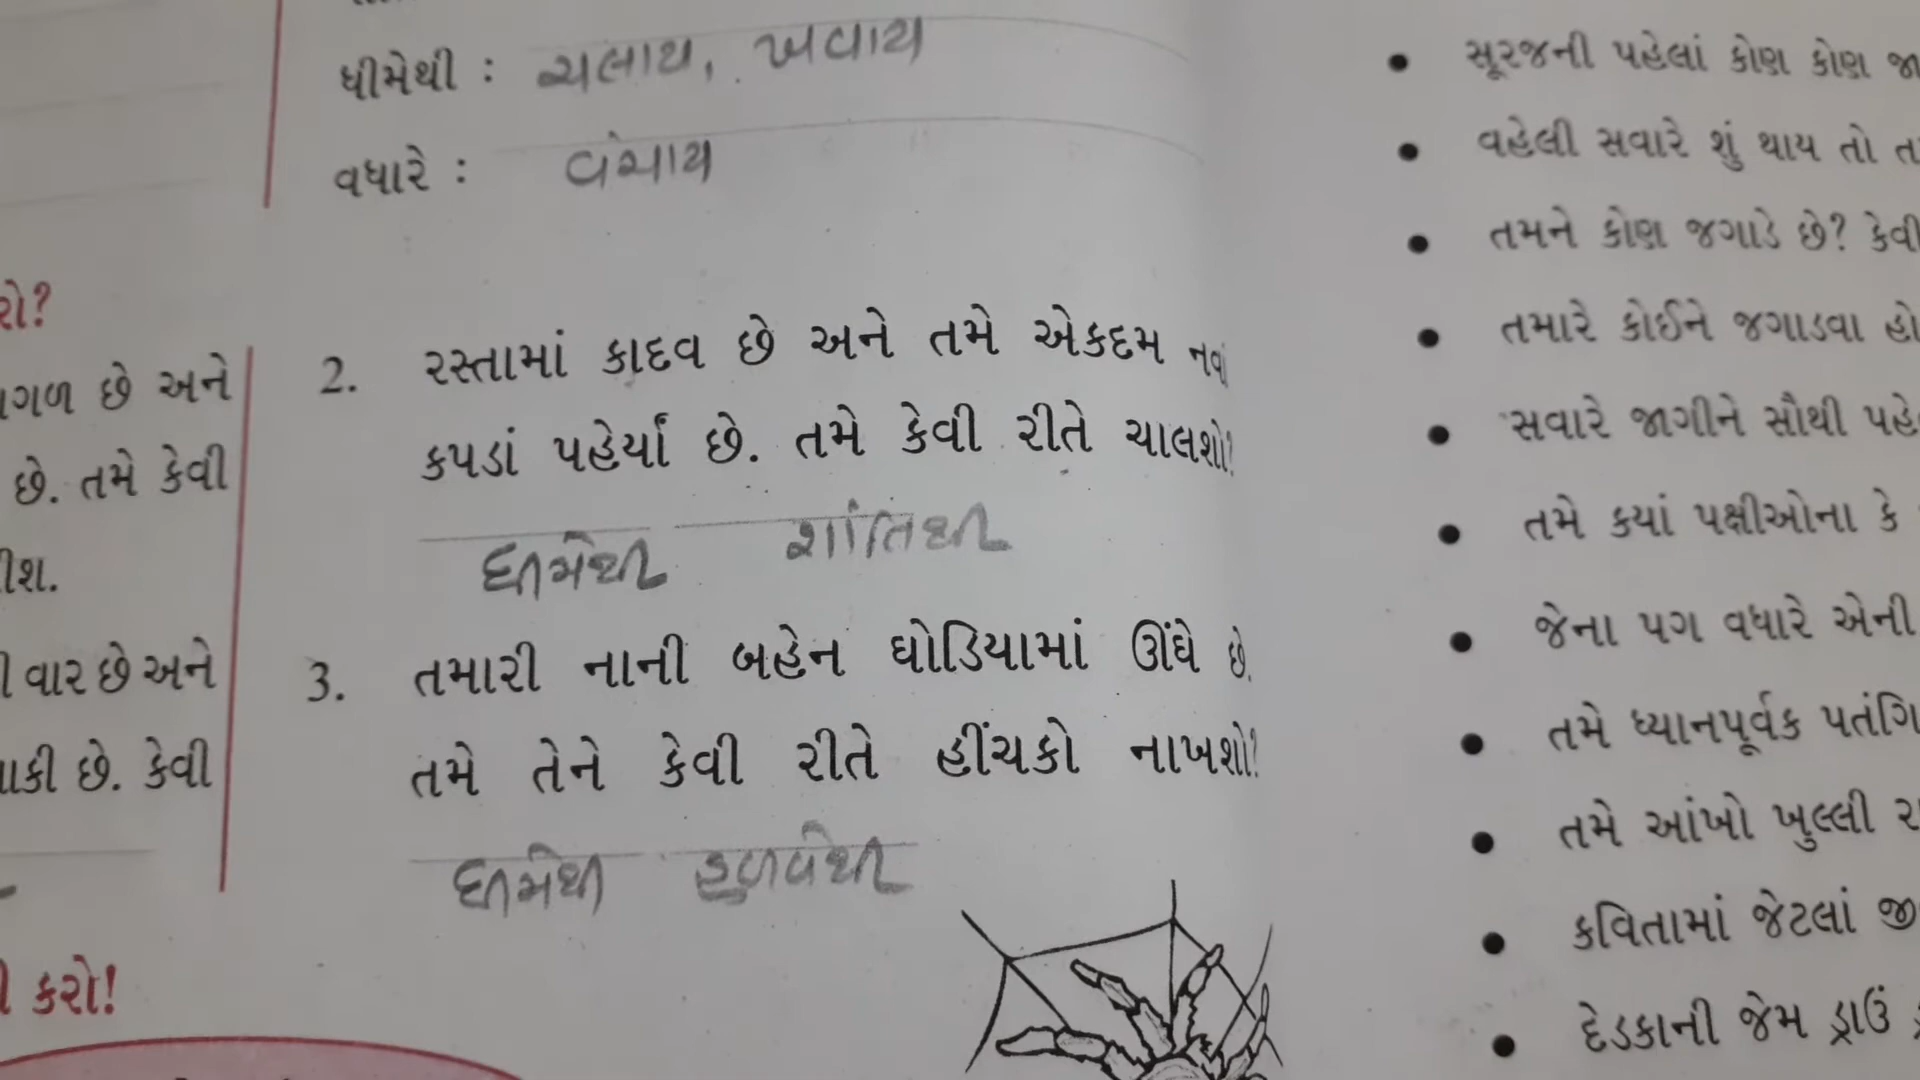 ધીમેથી : ચલાય, ખવાય
વધારે : વંચાય
રો?
છે અને
છે. તમે કેવી
વાર છે અને
છે. કેવી
કરો!
2. રસ્તામાં કાદવ છે અને તમે એકદમ નવાં
કપડાં પહેર્યાં છે. તમે કેવી રીતે ચાલશો?
ધીમેથી શાંતિથી
3. તમારી નાની બહેન ઘોડિયામાં ઊંઘે છે.
તમે તેને કેવી રીતે હીંચકો નાખશો?
ધીમેથી હળવેથી
• સૂરજની પહેલાં કોણ કોણ જા
• વહેલી સવારે શું થાય તો ત
• તમને કોણ જગાડે છે? કેવી
• તમારે કોઈને જગાડવા હો
• સવારે જાગીને સૌથી પહે
• તમે કયાં પક્ષીઓના કે
• જેના પગ વધારે એની
• તમે ધ્યાનપૂર્વક પતંગિ
• તમે આંખો ખુલ્લી ર
• કવિતામાં જેટલાં જી
• દેડકાની જેમ ડ્રાઉં